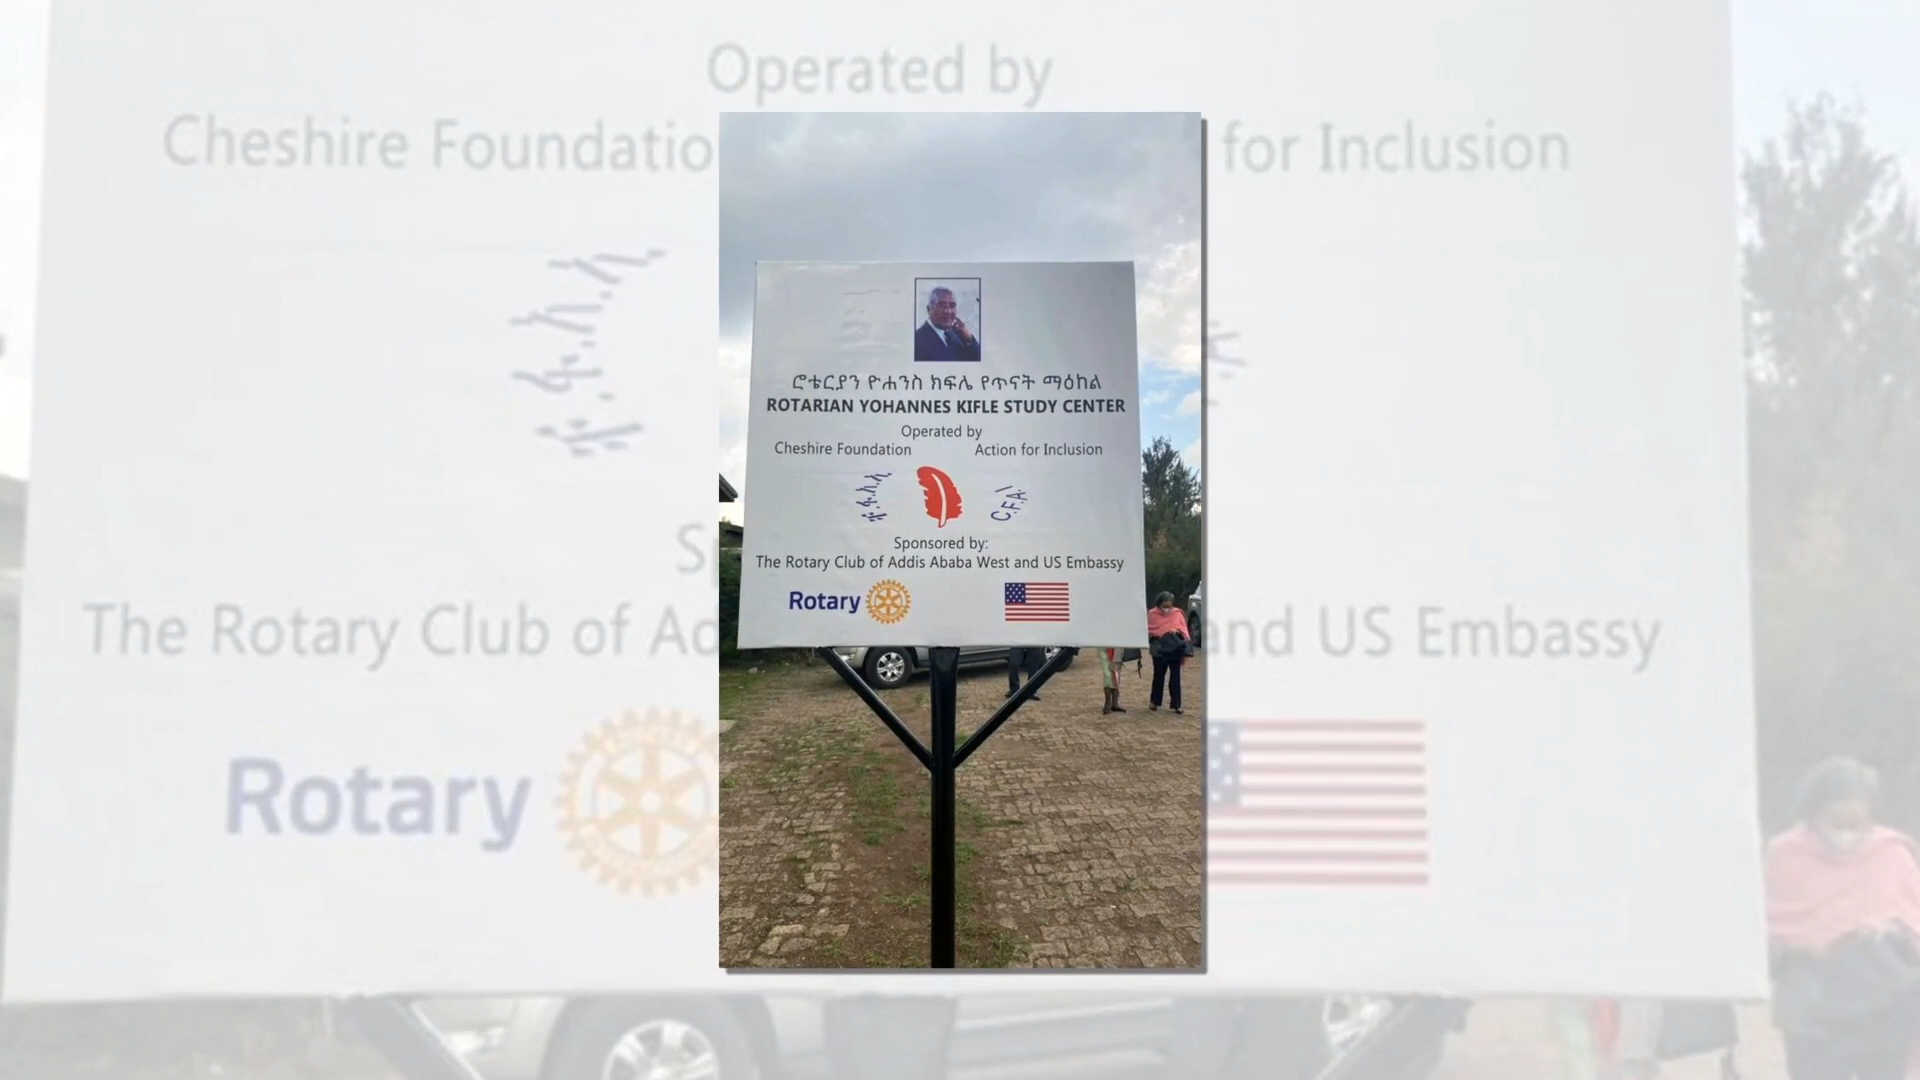 ሮተርያን ዮሐንስ ክፍሌ የጥናት ማዕከል
ROTARIAN YOHANNES KIFLE STUDY CENTER
Operated by
Cheshire Foundation Action for Inclusion
ቼ.ፋ.አ.ኢ
C.F.A.I
Sponsored by:
The Rotary Club of Addis Ababa West and US Embassy
Rotary